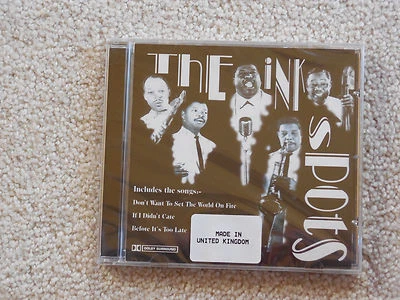 The ink
spots
Includes the songs:-
Don't Want To Set The World On Fire
If I Didn't Care
Before It's Too Late
MADE IN
UNITED KINGDOM
DOLBY SURROUND